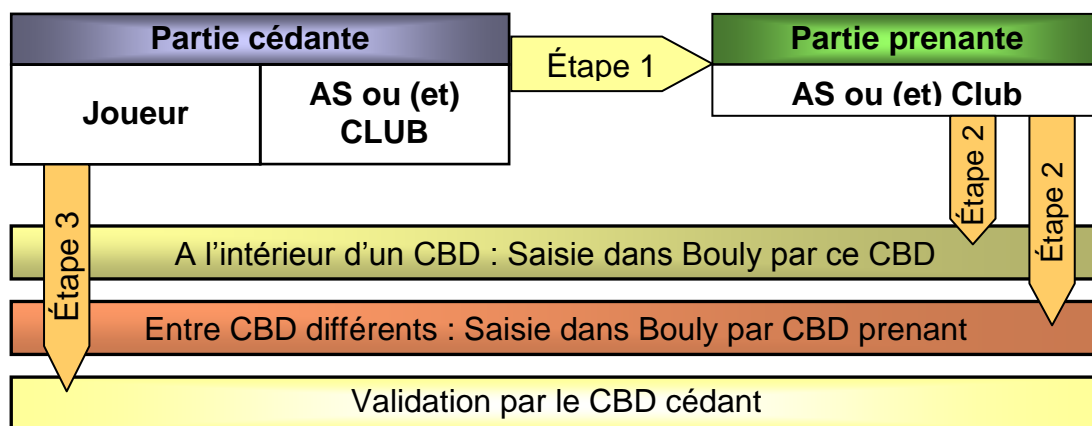 Partie cédante
Étape 1
Partie prenante
Joueur
AS ou (et)
CLUB
AS ou (et) Club
Étape 2
Étape 2
Étape 3
A l’intérieur d’un CBD : Saisie dans Bouly par ce CBD
Entre CBD différents : Saisie dans Bouly par CBD prenant
Validation par le CBD cédant